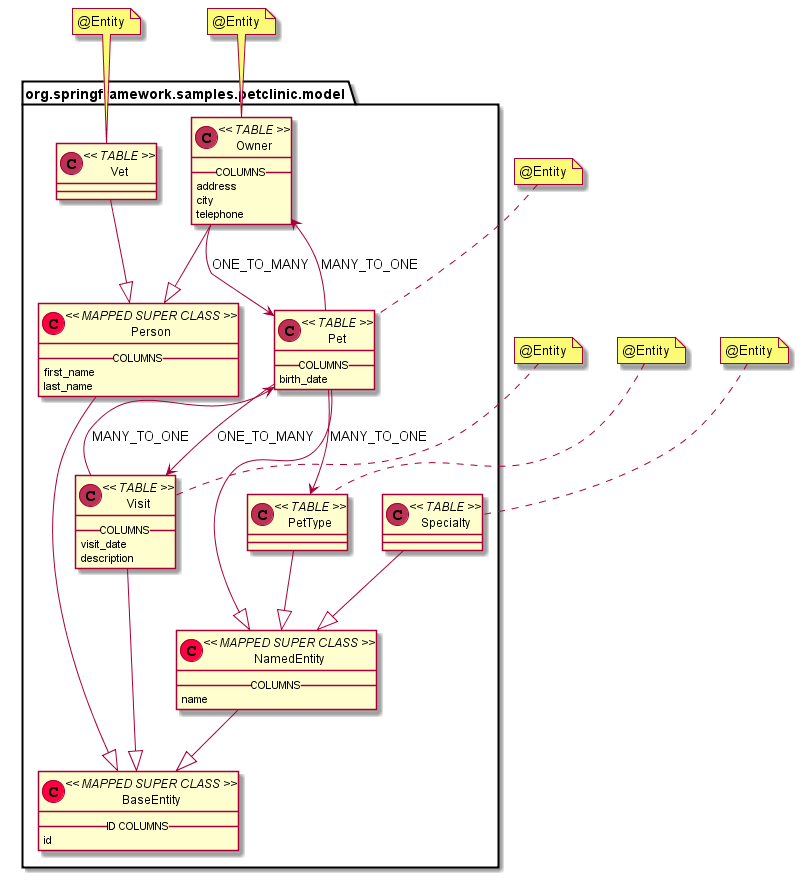 @Entity
@Entity
org.springframework.samples.petclinic.model
C
<< TABLE >>
Vet
C
<< TABLE >>
Owner
COLUMNS
address
city
telephone
@Entity
ONE_TO_MANY
MANY_TO_ONE
C
<< MAPPED SUPER CLASS >>
Person
COLUMNS
first_name
last_name
C
<< TABLE >>
Pet
COLUMNS
birth_date
@Entity
@Entity
@Entity
MANY_TO_ONE
ONE_TO_MANY
MANY_TO_ONE
C
<< TABLE >>
Visit
COLUMNS
visit_date
description
C
<< TABLE >>
PetType
C
<< TABLE >>
Specialty
C
<< MAPPED SUPER CLASS >>
NamedEntity
COLUMNS
name
C
<< MAPPED SUPER CLASS >>
BaseEntity
ID COLUMNS
id